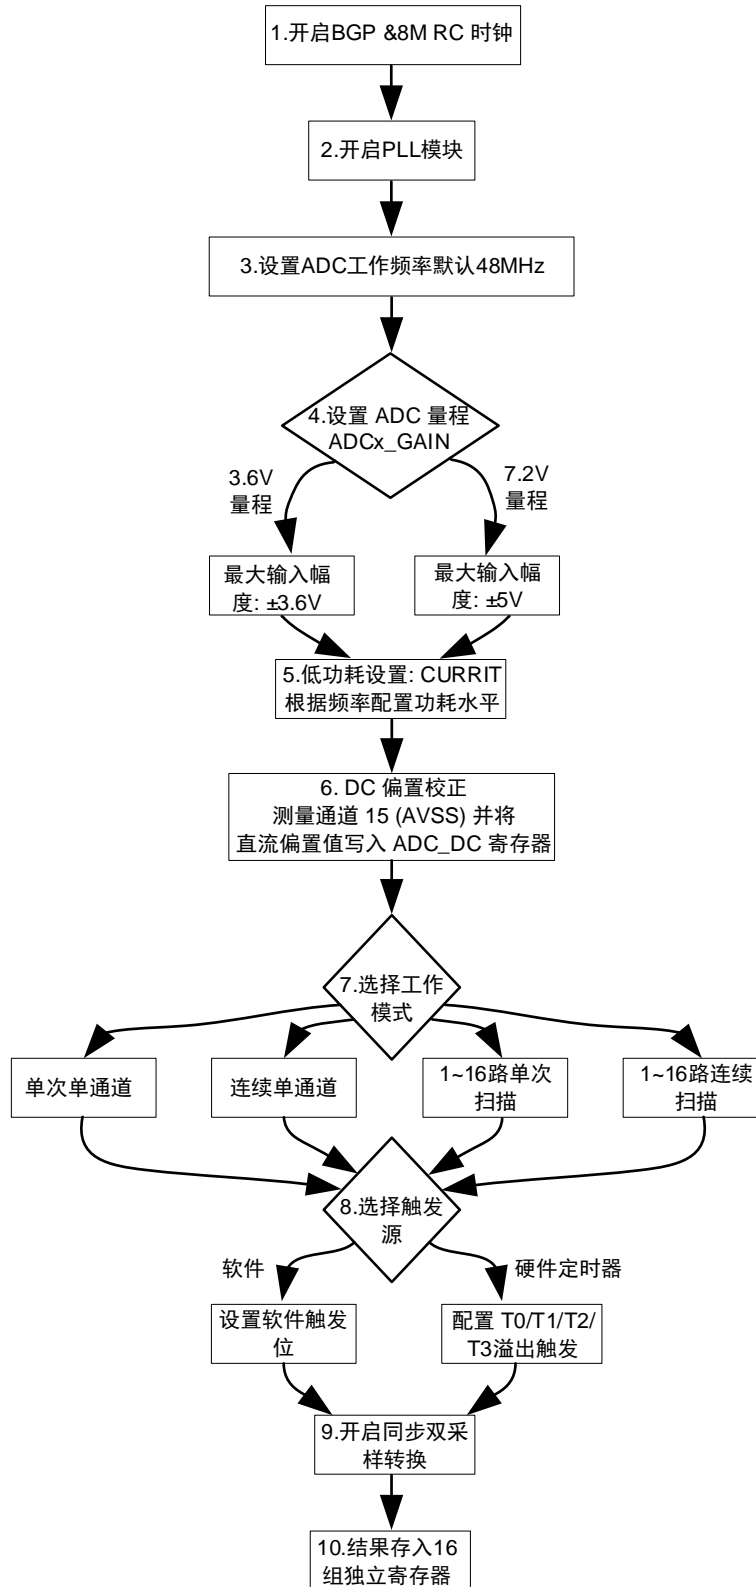 1.开启BGP &8M RC 时钟
2.开启PLL模块
3.设置ADC工作频率默认48MHz
4.设置 ADC 量程
ADCx_GAIN
3.6V
量程
7.2V
量程
最大输入幅
度: ±3.6V
最大输入幅
度: ±5V
5.低功耗设置: CURRIT
根据频率配置功耗水平
6. DC 偏置校正
测量通道 15 (AVSS) 并将
直流偏置值写入 ADC_DC 寄存器
7.选择工作
模式
单次单通道
连续单通道
1~16路单次
扫描
1~16路连续
扫描
8.选择触发
源
软件
硬件定时器
设置软件触发
位
配置 T0/T1/T2/
T3溢出触发
9.开启同步双采
样转换
10.结果存入16
组独立寄存器